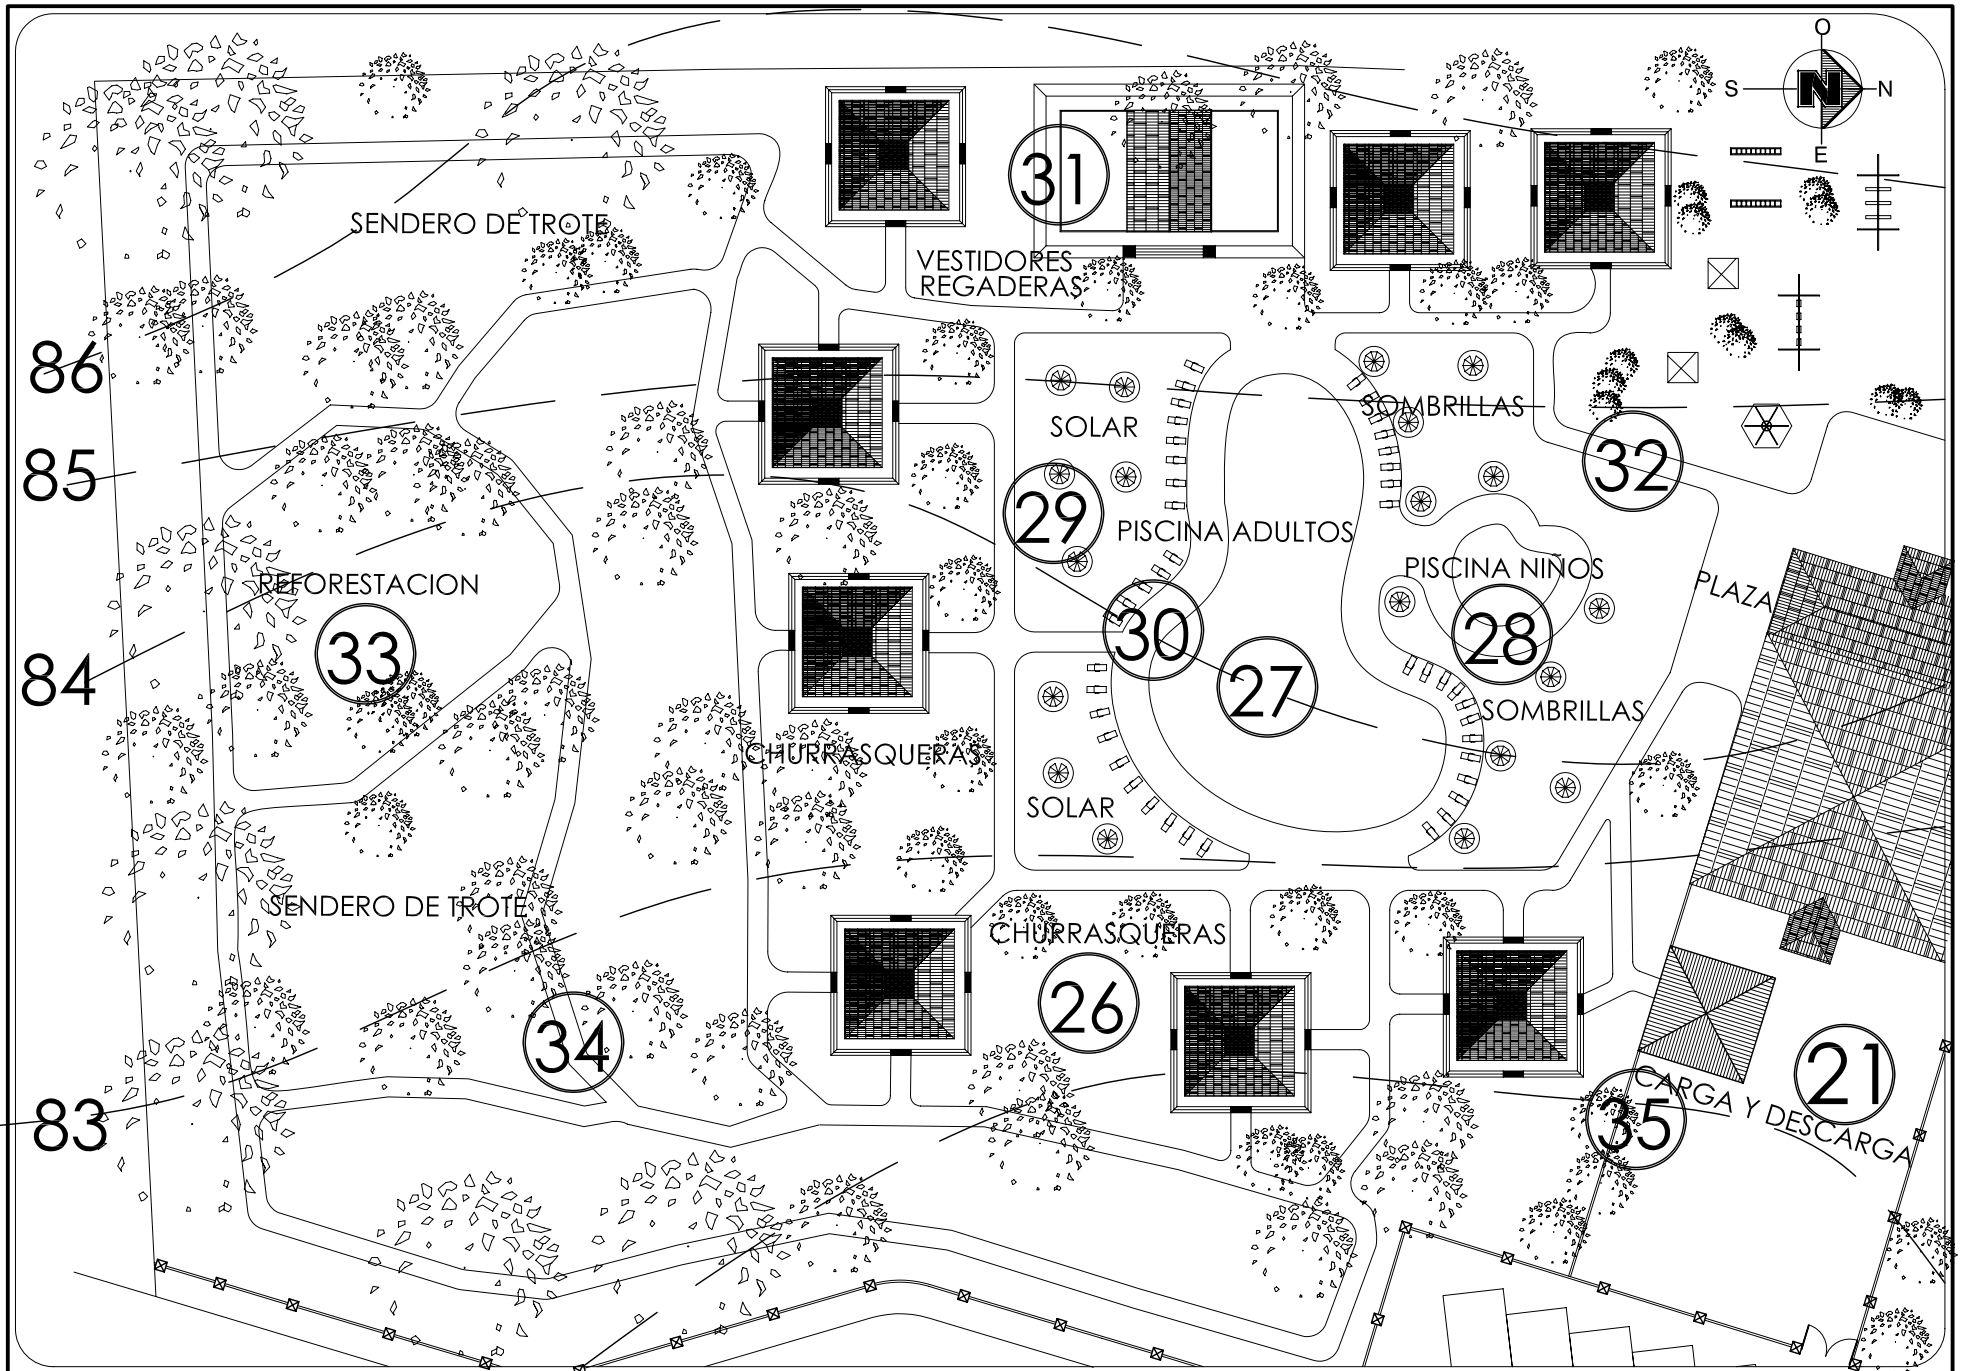 O
S
N
N
E
31
SENDERO DE TROTE
VESTIDORES
REGADERAS
86
SOLAR
SOMBRILLAS
85
32
29
PISCINA ADULTOS
PISCINA NIÑOS
PLAZA
REFORESTACION
33
30
28
84
27
SOMBRILLAS
CHURRASQUERAS
SOLAR
SENDERO DE TROTE
CHURRASQUERAS
26
34
21
CARGA Y DESCARGA
35
83